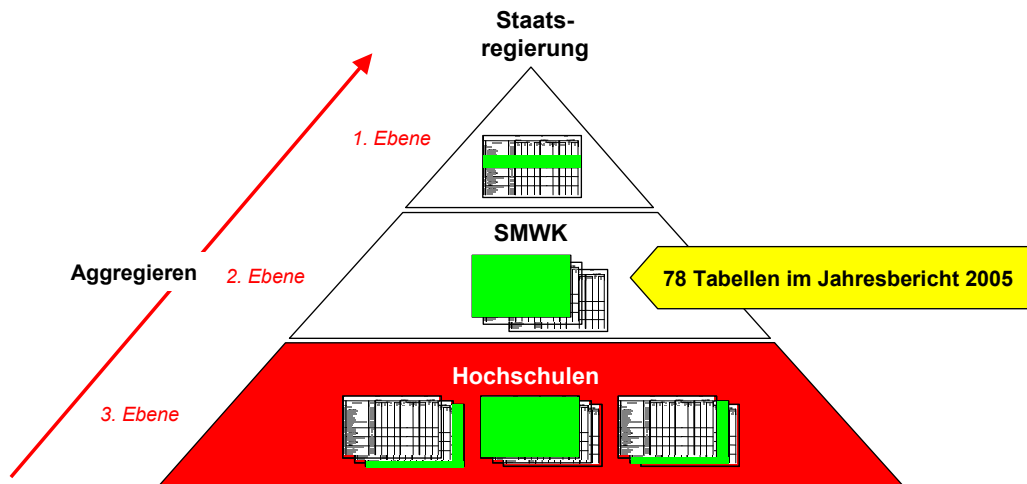 Staats-
regierung
1. Ebene
SMWK
Aggregieren
2. Ebene
78 Tabellen im Jahresbericht 2005
Hochschulen
3. Ebene